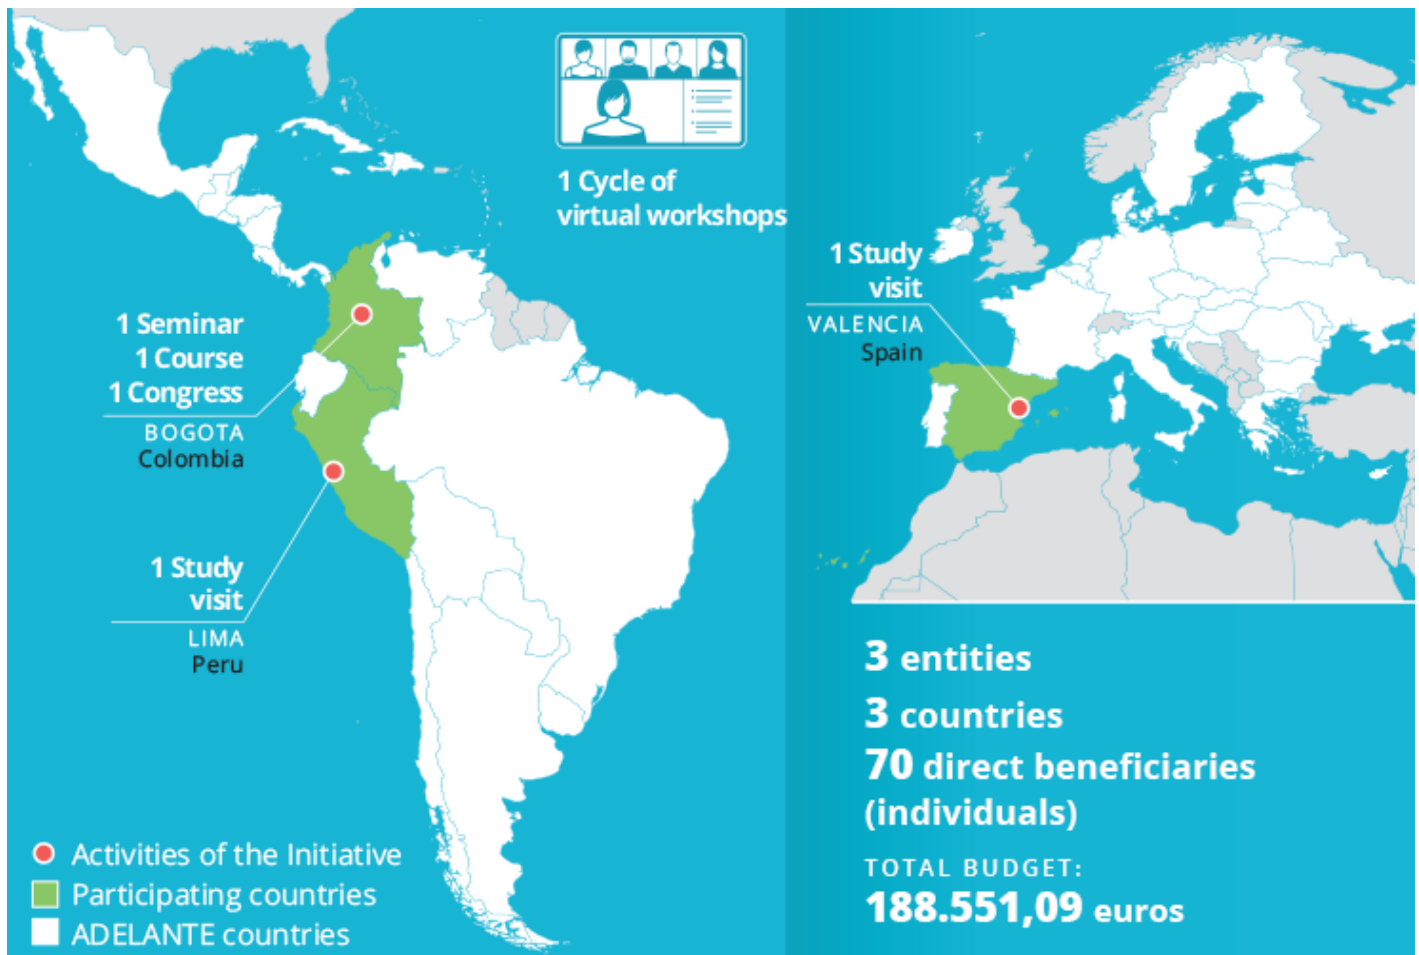 1 Cycle of
virtual workshops
1 Seminar
1 Course
1 Congress
BOGOTA
Colombia
1 Study
visit
LIMA
Peru
1 Study
visit
VALENCIA
Spain
Activities of the Initiative
Participating countries
ADELANTE countries
3 entities
3 countries
70 direct beneficiaries
(individuals)
TOTAL BUDGET:
188.551,09 euros